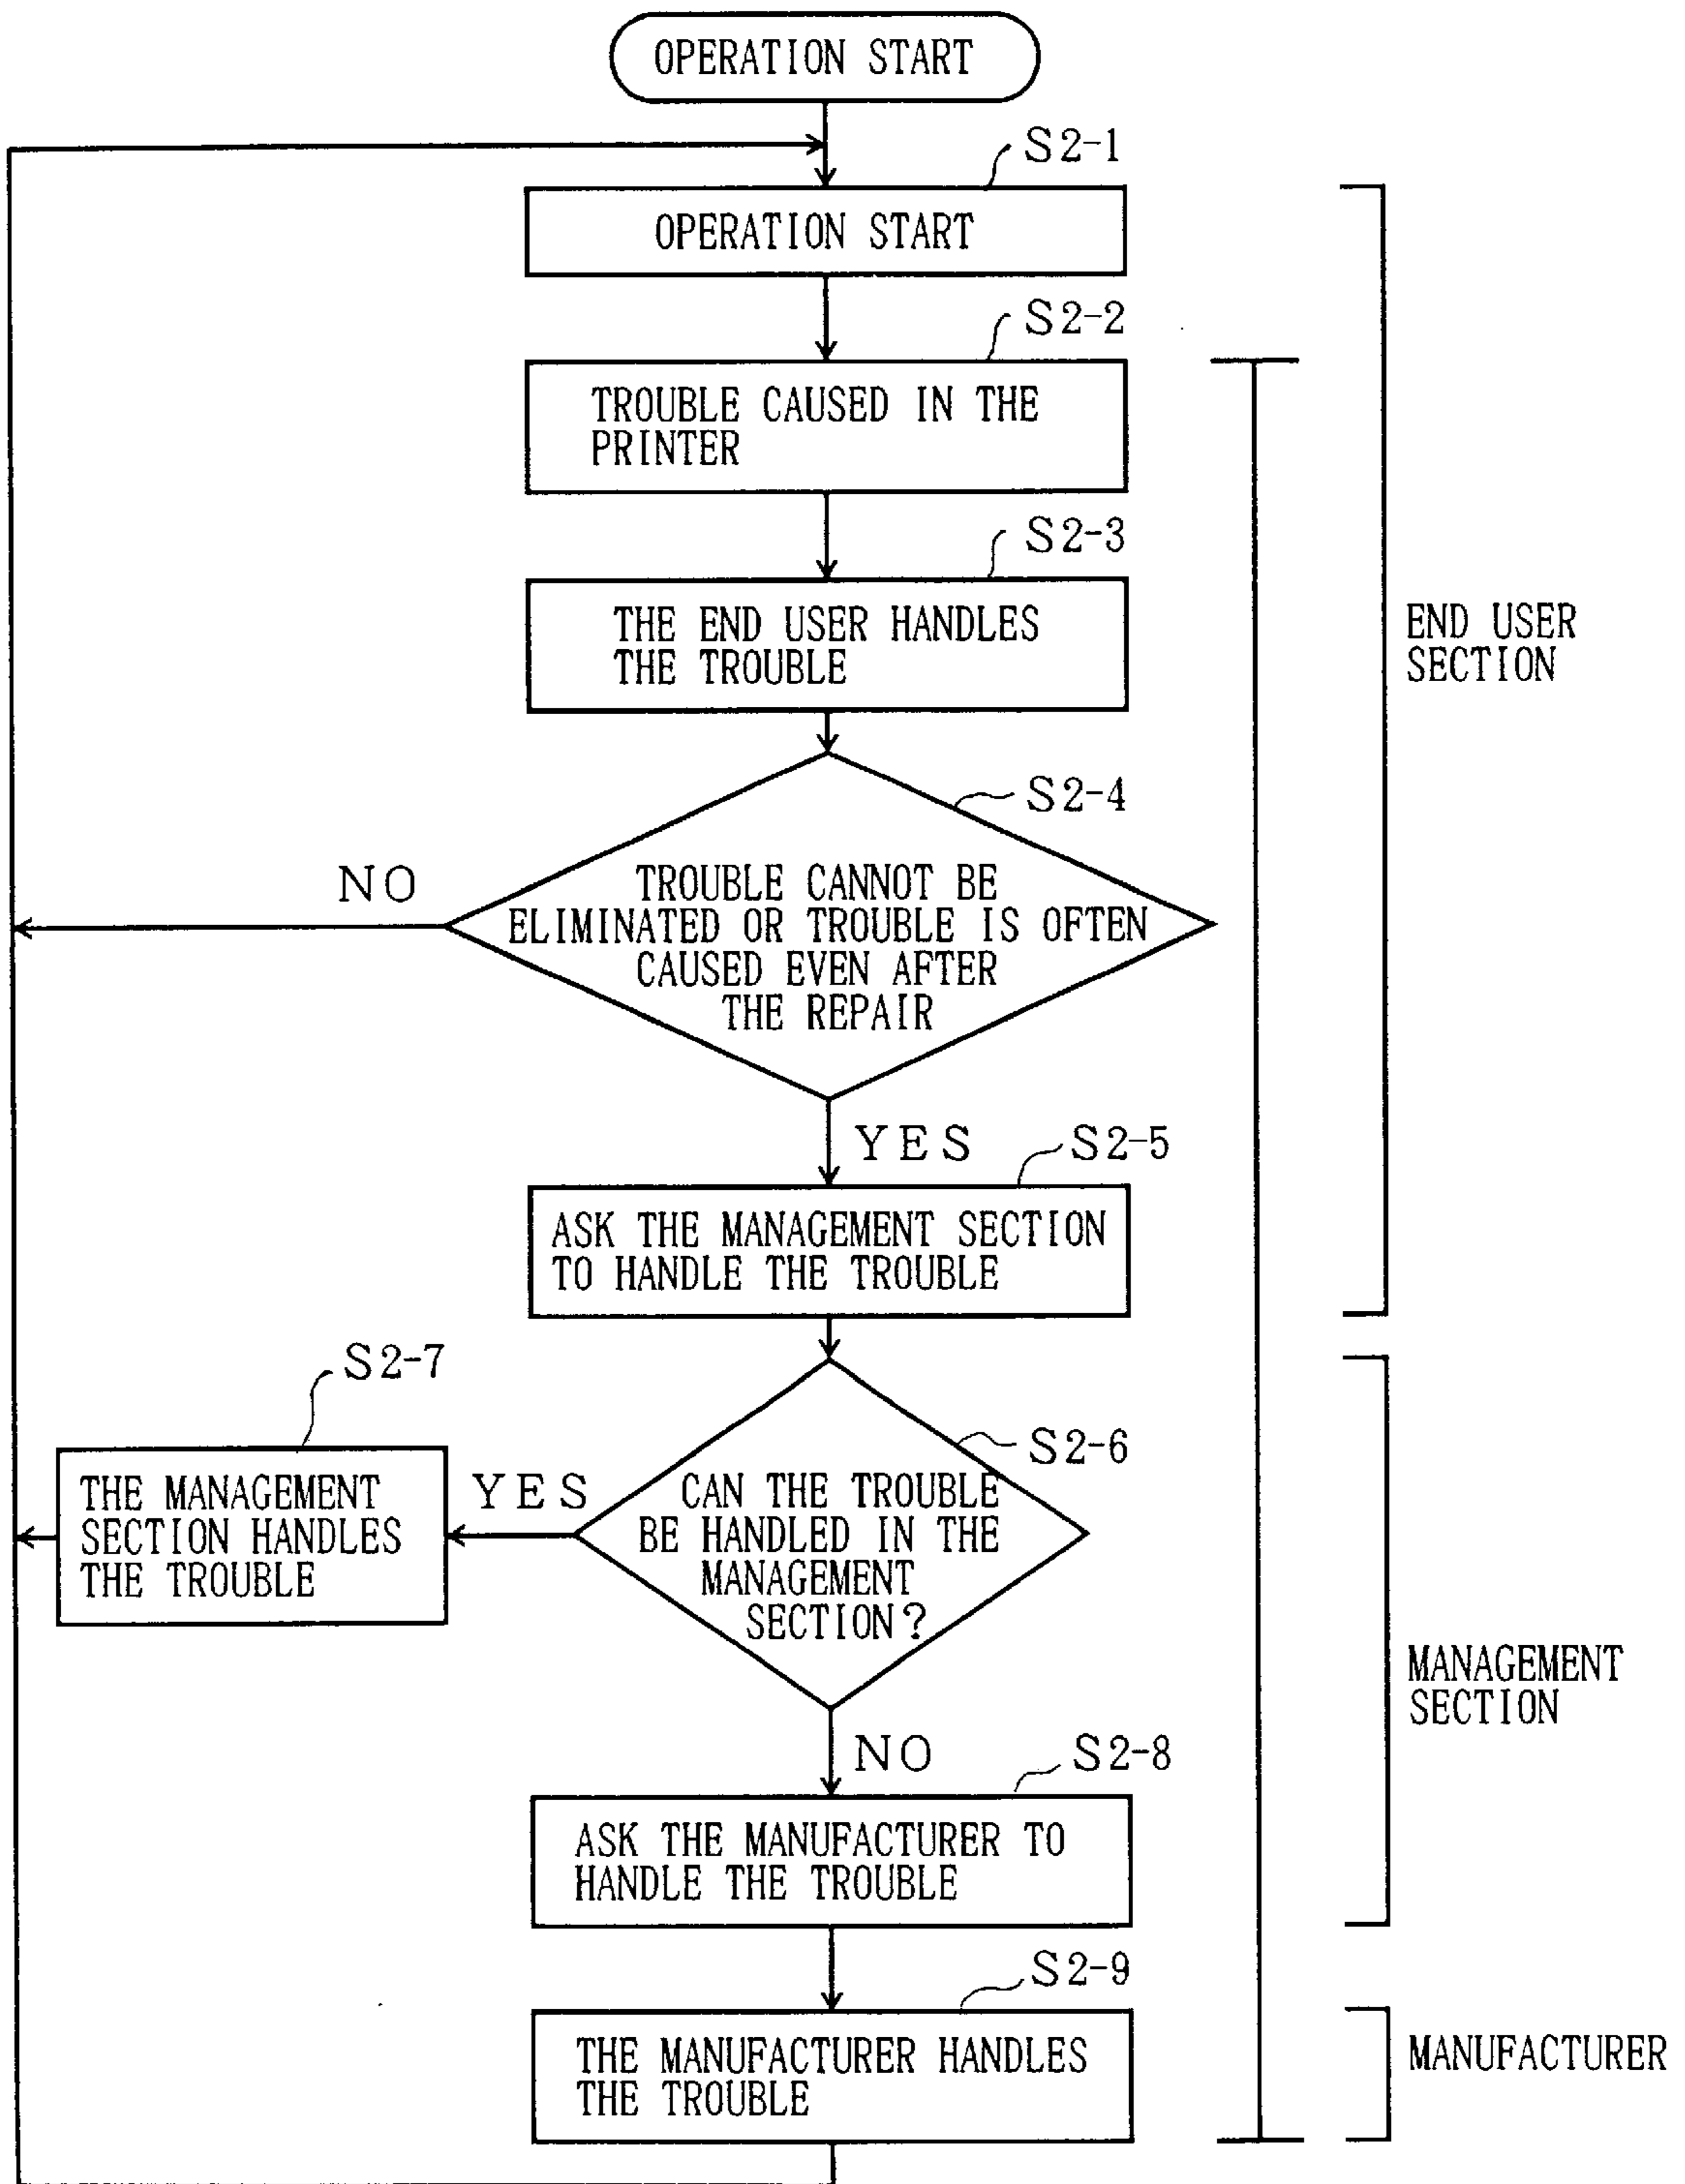 OPERATION START
S2-1
OPERATION START
S2-2
TROUBLE CAUSED IN THE
PRINTER
S2-3
THE END USER HANDLES
THE TROUBLE
END USER
SECTION
S2-4
NO
TROUBLE CANNOT BE
ELIMINATED OR TROUBLE IS OFTEN
CAUSED EVEN AFTER
THE REPAIR
YES
S2-5
ASK THE MANAGEMENT SECTION
TO HANDLE THE TROUBLE
S2-7
S2-6
THE MANAGEMENT
SECTION HANDLES
THE TROUBLE
YES
CAN THE TROUBLE
BE HANDLED IN THE
MANAGEMENT
SECTION?
MANAGEMENT
SECTION
NO
S2-8
ASK THE MANUFACTURER TO
HANDLE THE TROUBLE
S2-9
THE MANUFACTURER HANDLES
THE TROUBLE
MANUFACTURER